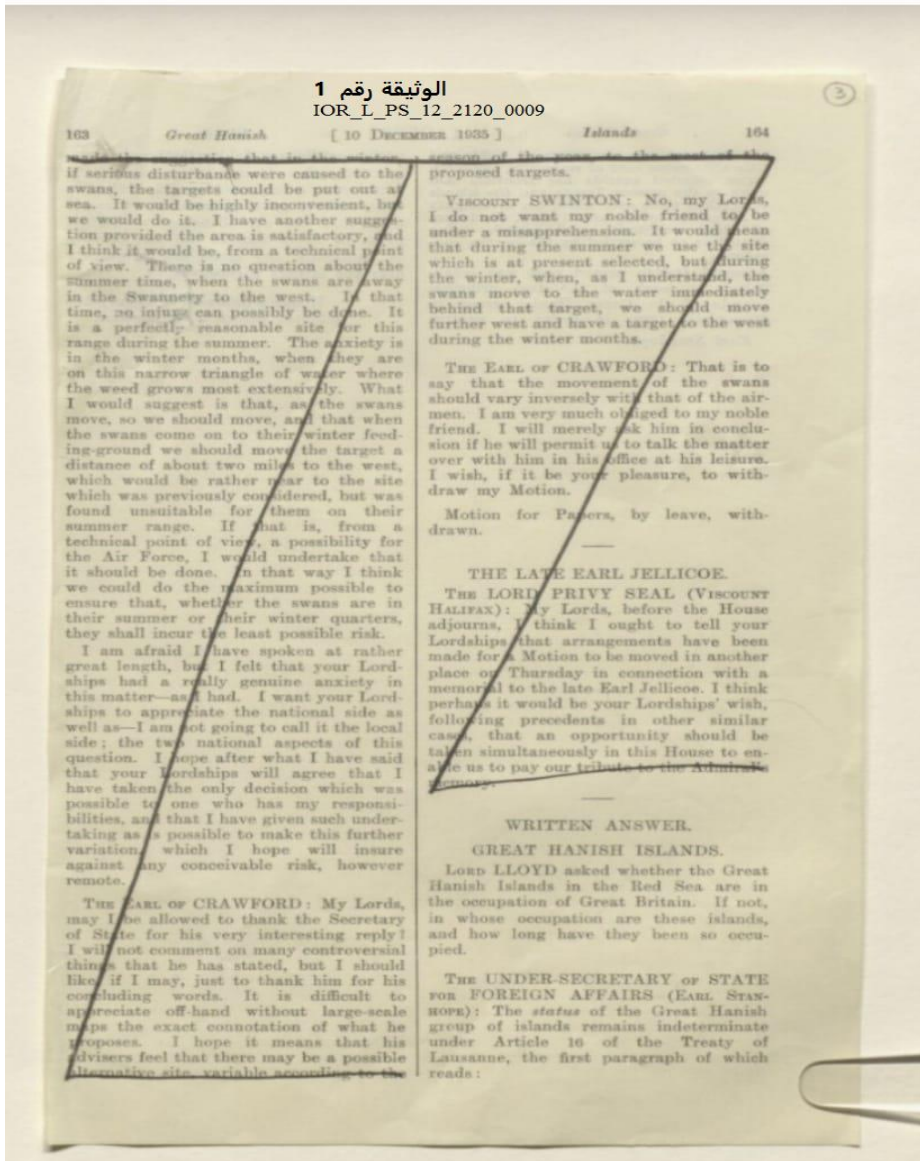 الوثيقة رقم 1
IOR_L_PS_12_2120_0009
3
163 Great Hanish [ 10 DECEMBER 1935 ] Islands 164
made the suggestion that in the winter,
if serious disturbance were caused to the
swans, the targets could be put out at
sea. It would be highly inconvenient, but
we would do it. I have another sugges-
tion provided the area is satisfactory, and
I think it would be, from a technical point
of view. There is no question about the
summer time, when the swans are away
in the Swannery to the west. In that
time, no injury can possibly be done. It
is a perfectly reasonable site for this
range during the summer. The anxiety is
in the winter months, when they are
on this narrow triangle of water where
the weed grows most extensively. What
I would suggest is that, as the swans
move, so we should move, and that when
the swans come on to their winter feed-
ing-ground we should move the target a
distance of about two miles to the west,
which would be rather near to the site
which was previously considered, but was
found unsuitable for them on their
summer range. If that is, from a
technical point of view, a possibility for
the Air Force, I would undertake that
it should be done. In that way I think
we could do the maximum possible to
ensure that, whether the swans are in
their summer or their winter quarters,
they shall incur the least possible risk.
I am afraid I have spoken at rather
great length, but I felt that your Lord-
ships had a really genuine anxiety in
this matter—as I had. I want your Lord-
ships to appreciate the national side as
well as—I am not going to call it the local
side; the two national aspects of this
question. I hope after what I have said
that your Lordships will agree that I
have taken the only decision which was
possible to one who has my responsi-
bilities, and that I have given such under-
taking as is possible to make this further
variation, which I hope will insure
against any conceivable risk, however
remote.
THE EARL OF CRAWFORD: My Lords,
may I be allowed to thank the Secretary
of State for his very interesting reply?
I will not comment on many controversial
things that he has stated, but I should
like, if I may, just to thank him for his
concluding words. It is difficult to
appreciate off-hand without large-scale
maps the exact connotation of what he
proposes. I hope it means that his
advisers feel that there may be a possible
alternative site, variable according to the
season of the year, to the west of the
proposed targets.
VISCOUNT SWINTON: No, my Lords,
I do not want my noble friend to be
under a misapprehension. It would mean
that during the summer we use the site
which is at present selected, but during
the winter, when, as I understand, the
swans move to the water immediately
behind that target, we should move
further west and have a target to the west
during the winter months.
THE EARL OF CRAWFORD: That is to
say that the movement of the swans
should vary inversely with that of the air-
men. I am very much obliged to my noble
friend. I will merely ask him in conclu-
sion if he will permit us to talk the matter
over with him in his office at his leisure.
I wish, if it be your pleasure, to with-
draw my Motion.
Motion for Papers, by leave, with-
drawn.
THE LATE EARL JELLICOE.
THE LORD PRIVY SEAL (VISCOUNT
HALIFAX): My Lords, before the House
adjourns, I think I ought to tell your
Lordships that arrangements have been
made for a Motion to be moved in another
place on Thursday in connection with a
memorial to the late Earl Jellicoe. I think
perhaps it would be your Lordships' wish,
following precedents in other similar
cases, that an opportunity should be
taken simultaneously in this House to en-
able us to pay our tribute to the Admiral's
memory.
WRITTEN ANSWER.
GREAT HANISH ISLANDS.
LORD LLOYD asked whether the Great
Hanish Islands in the Red Sea are in
the occupation of Great Britain. If not,
in whose occupation are these islands,
and how long have they been so occu-
pied.
THE UNDER-SECRETARY OF STATE
FOR FOREIGN AFFAIRS (EARL STAN-
HOPE): The status of the Great Hanish
group of islands remains indeterminate
under Article 16 of the Treaty of
Lausanne, the first paragraph of which
reads: